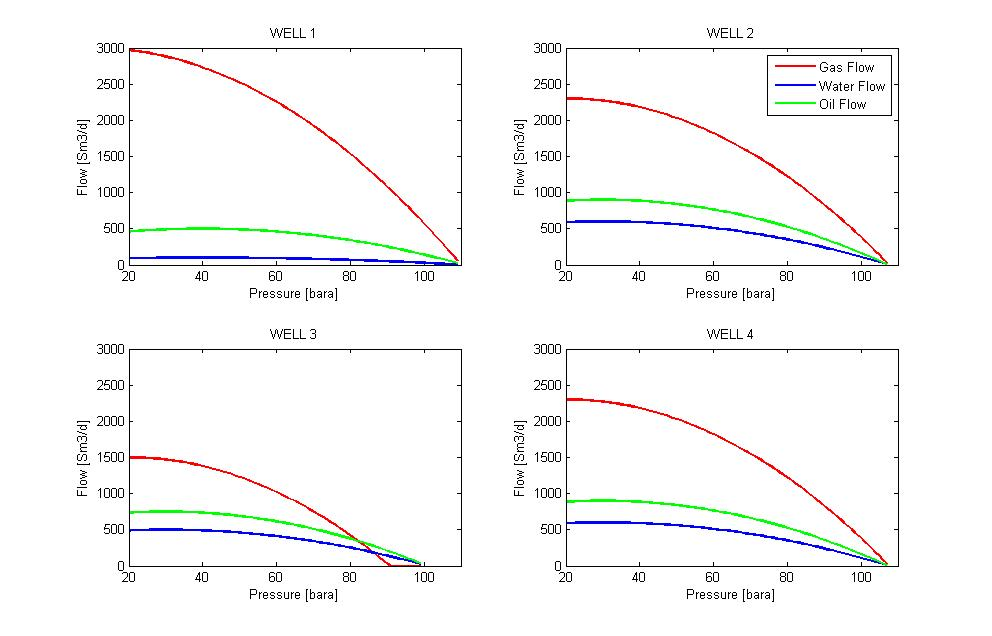 WELL 1
3000
2500
2000
1500
1000
500
0
Flow [Sm3/d]
20 40 60 80 100
Pressure [bara]
WELL 2
3000
2500
2000
1500
1000
500
0
Flow [Sm3/d]
Gas Flow
Water Flow
Oil Flow
20 40 60 80 100
Pressure [bara]
WELL 3
3000
2500
2000
1500
1000
500
0
Flow [Sm3/d]
20 40 60 80 100
Pressure [bara]
WELL 4
3000
2500
2000
1500
1000
500
0
Flow [Sm3/d]
20 40 60 80 100
Pressure [bara]